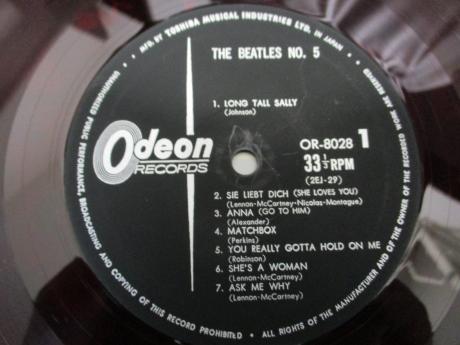 MFG. BY TOSHIBA MUSICAL INDUSTRIES LTD. IN JAPAN
THE BEATLES NO. 5
1. LONG TALL SALLY
(Johnson)
Odeon
RECORDS
OR-8028 1
33 1/3 RPM
(2EJ-29)
2. SIE LIEBT DICH (SHE LOVES YOU)
(Lennon-McCartney-Nicolas-Montague)
3. ANNA (GO TO HIM)
(Alexander)
4. MATCHBOX
(Perkins)
5. YOU REALLY GOTTA HOLD ON ME
(Robinson)
6. SHE'S A WOMAN
(Lennon-McCartney)
7. ASK ME WHY
(Lennon-McCartney)
UNAUTHORIZED PUBLIC PERFORMANCE, BROADCASTING AND COPYING OF THIS RECORD PROHIBITED • ALL RIGHTS OF THE MANUFACTURER AND OF THE OWNER OF THE RECORDED WORK ARE RESERVED